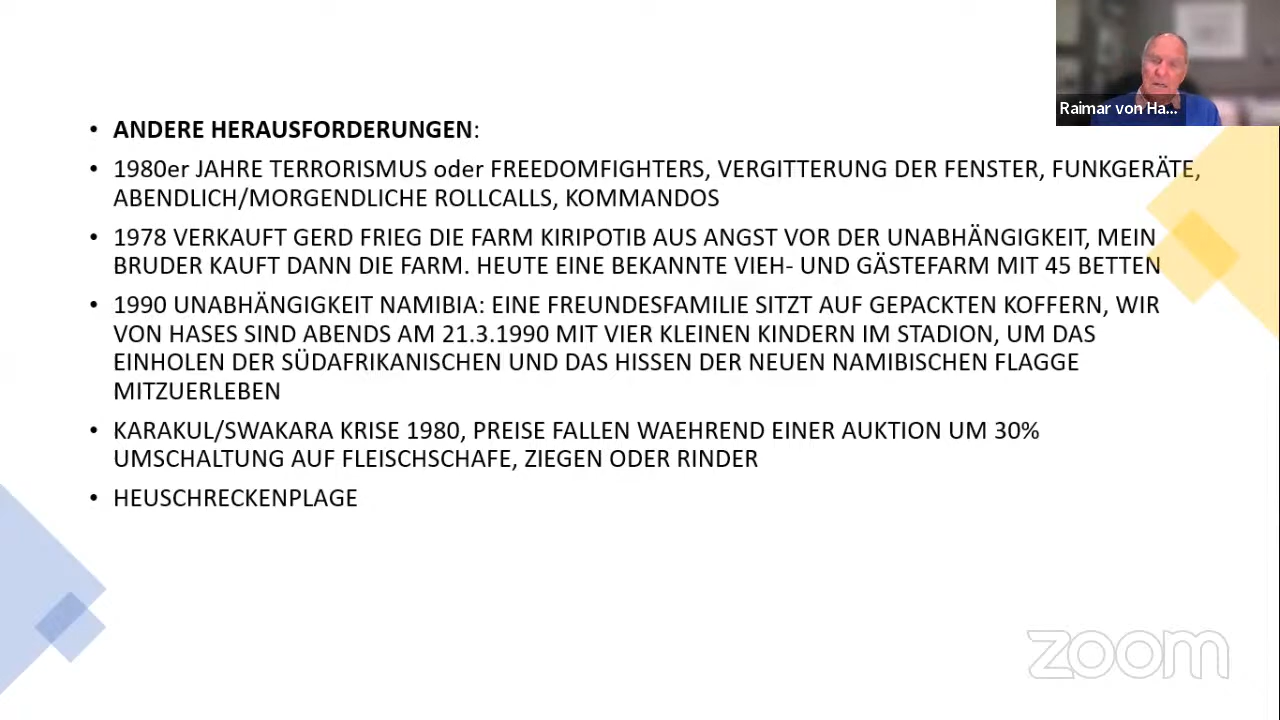 Raimar von Ha...
• ANDERE HERAUSFORDERUNGEN:
• 1980er JAHRE TERRORISMUS oder FREEDOMFIGHTERS, VERGITTERUNG DER FENSTER, FUNKGERÄTE,
ABENDLICH/MORGENDLICHE ROLLCALLS, KOMMANDOS
• 1978 VERKAUFT GERD FRIEG DIE FARM KIRIPOTIB AUS ANGST VOR DER UNABHÄNGIGKEIT, MEIN
BRUDER KAUFT DANN DIE FARM. HEUTE EINE BEKANNTE VIEH- UND GÄSTEFARM MIT 45 BETTEN
• 1990 UNABHÄNGIGKEIT NAMIBIA: EINE FREUNDESFAMILIE SITZT AUF GEPACKTEN KOFFERN, WIR
VON HASES SIND ABENDS AM 21.3.1990 MIT VIER KLEINEN KINDERN IM STADION, UM DAS
EINHOLEN DER SÜDAFRIKANISCHEN UND DAS HISSEN DER NEUEN NAMIBISCHEN FLAGGE
MITZUERLEBEN
• KARAKUL/SWAKARA KRISE 1980, PREISE FALLEN WAEHREND EINER AUKTION UM 30%
UMSCHALTUNG AUF FLEISCHSCHAFE, ZIEGEN ODER RINDER
• HEUSCHRECKENPLAGE
zoom